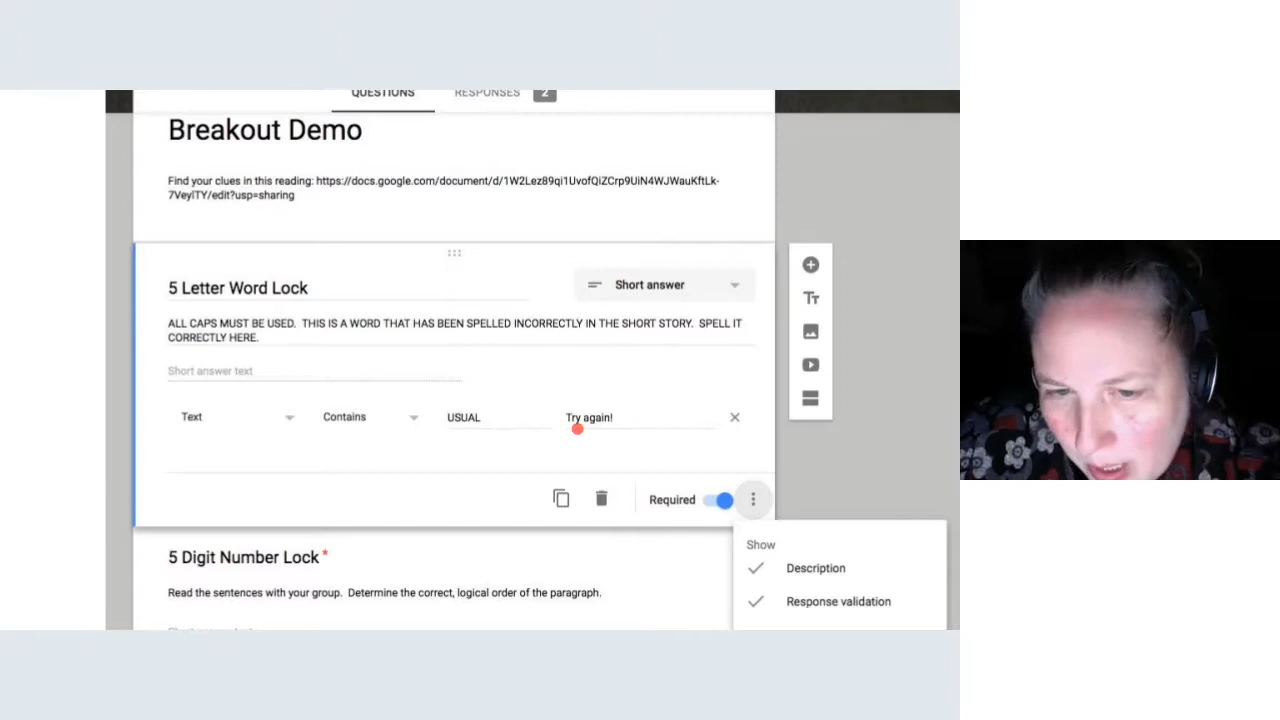 QUESTIONS
RESPONSES 2
Breakout Demo
Find your clues in this reading: https://docs.google.com/document/d/1W2Lez89qi1UvofQiZCrp9UiN4WJWauKftLk-
7VeylTY/edit?usp=sharing
5 Letter Word Lock
Short answer
ALL CAPS MUST BE USED. THIS IS A WORD THAT HAS BEEN SPELLED INCORRECTLY IN THE SHORT STORY. SPELL IT
CORRECTLY HERE.
Short answer text
Text
Contains
USUAL
Try again!
Required
Show
Description
Response validation
5 Digit Number Lock *
Read the sentences with your group. Determine the correct, logical order of the paragraph.